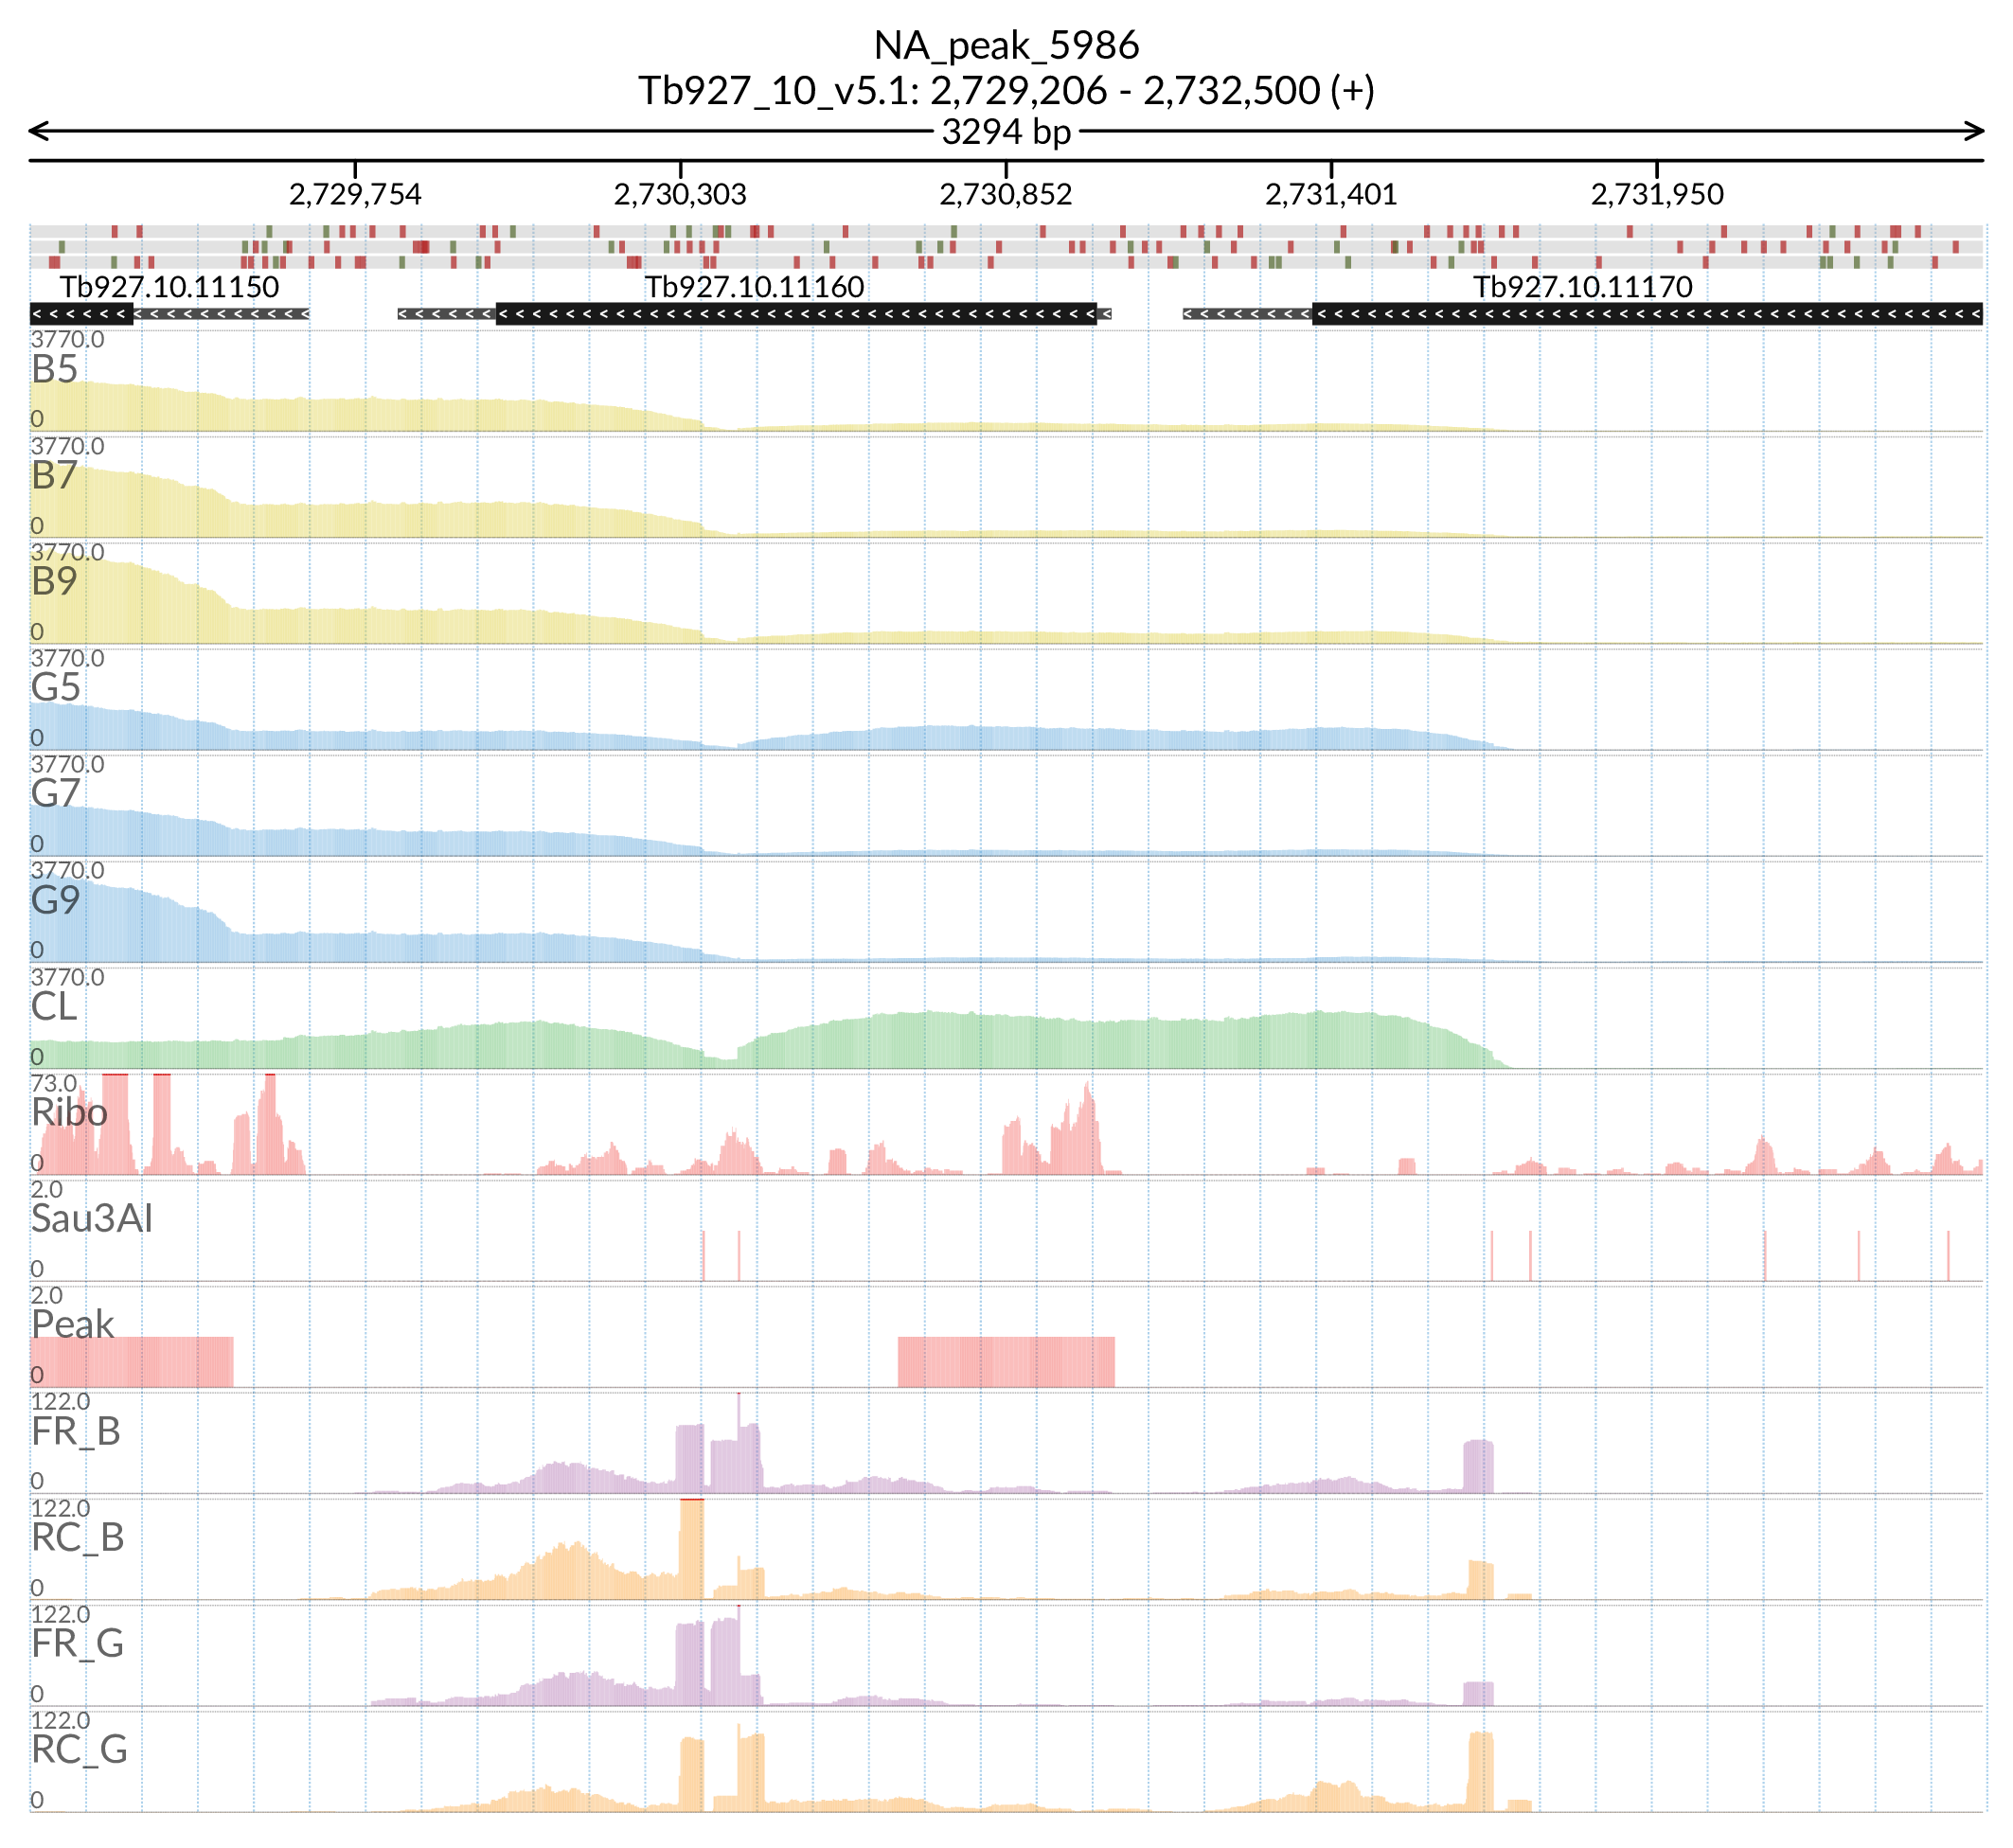 NA_peak_5986
Tb927_10_v5.1: 2,729,206 - 2,732,500 (+)
3294 bp
2,729,754 2,730,303 2,730,852 2,731,401 2,731,950
Tb927.10.11150 Tb927.10.11160 Tb927.10.11170
3770.0
B5
0
3770.0
B7
0
3770.0
B9
0
3770.0
G5
0
3770.0
G7
0
3770.0
G9
0
3770.0
CL
0
73.0
Ribo
0
2.0
Sau3AI
0
2.0
Peak
0
122.0
FR_B
0
122.0
RC_B
0
122.0
FR_G
0
122.0
RC_G
0